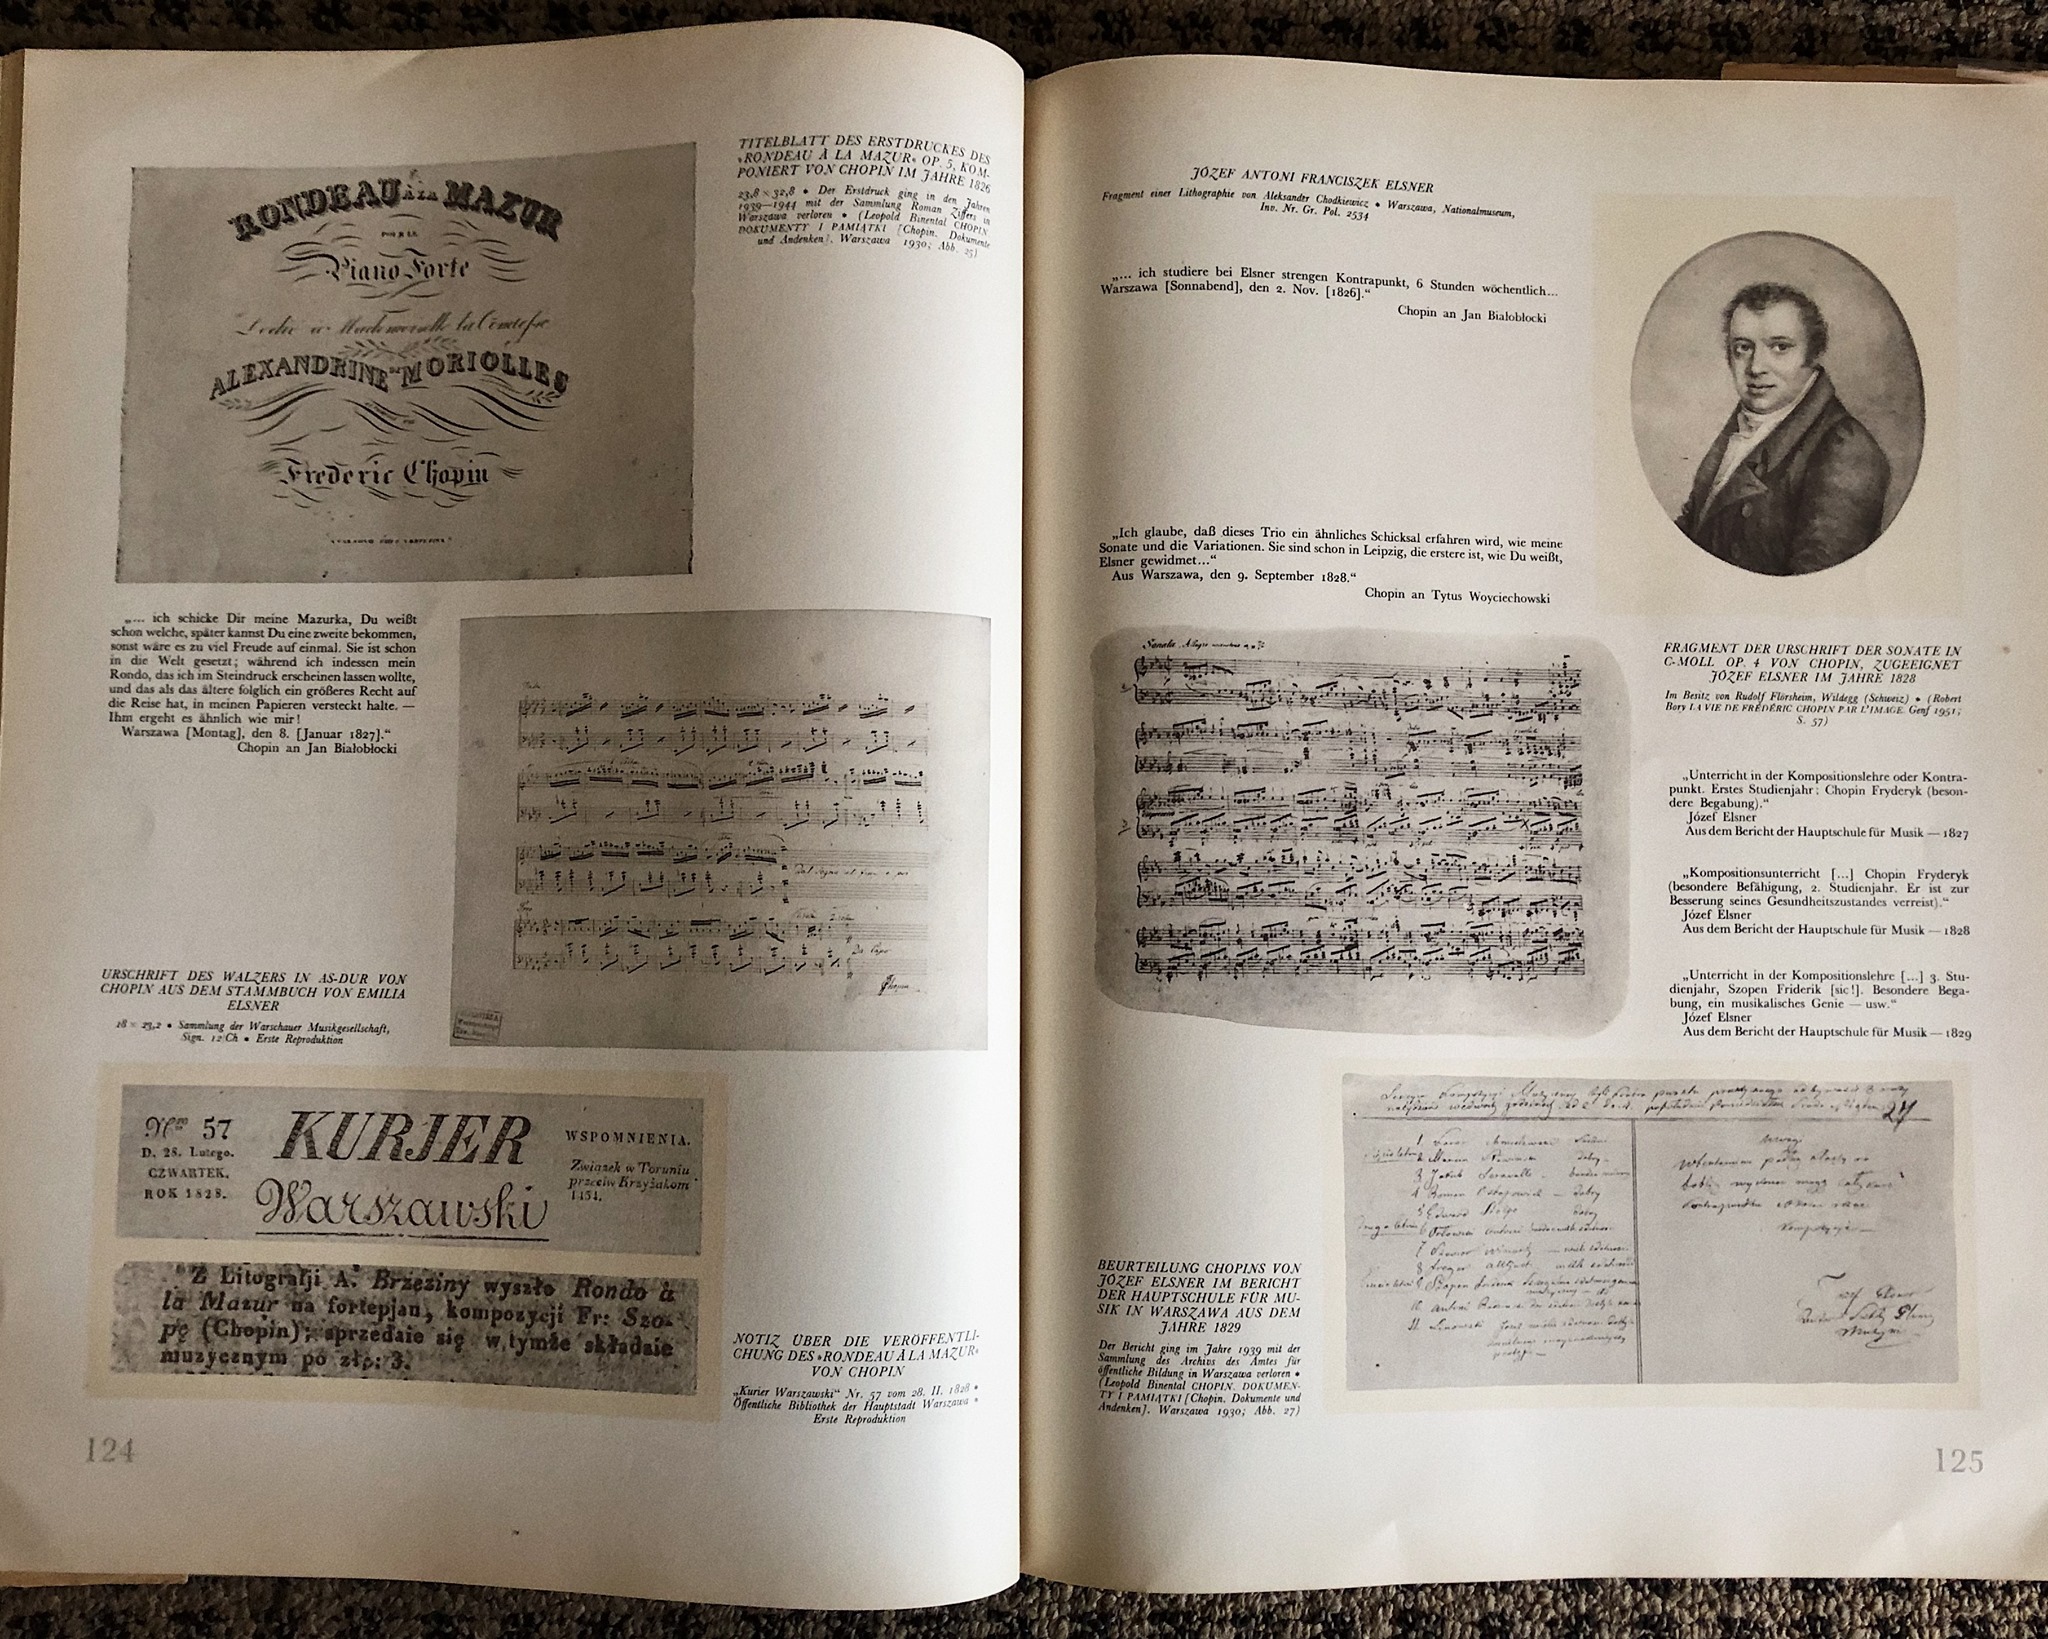 RONDEAU À LA MAZUR
POUR LE
Piano Forte
Dedié à Mademoiselle la Comtesse
ALEXANDRINE DE MORIOLLES
PAR
Frederic Chopin
TITELBLATT DES ERSTDRUCKES DES
»RONDEAU À LA MAZUR« OP. 5, KOM-
PONIERT VON CHOPIN IM JAHRE 1826
23,8 × 32,8 • Der Erstdruck ging in den Jahren
1939—1944 mit der Sammlung Roman Ziffers in
Warszawa verloren • (Leopold Binental CHOPIN.
DOKUMENTY I PAMIĄTKI [Chopin. Dokumente
und Andenken]. Warszawa 1930; Abb. 25)
„... ich schicke Dir meine Mazurka, Du weißt
schon welche, später kannst Du eine zweite bekommen,
sonst wäre es zu viel Freude auf einmal. Sie ist schon
in die Welt gesetzt; während ich indessen mein
Rondo, das ich im Steindruck erscheinen lassen wollte,
und das als das ältere folglich ein größeres Recht auf
die Reise hat, in meinen Papieren versteckt halte. —
Ihm ergeht es ähnlich wie mir!
Warszawa [Montag], den 8. [Januar 1827].“
Chopin an Jan Białobłocki
Trio
Da Capo
Chopin
URSCHRIFT DES WALZERS IN AS-DUR VON
CHOPIN AUS DEM STAMMBUCH VON EMILIA
ELSNER
18 × 23,2 • Sammlung der Warschauer Musikgesellschaft,
Sign. 12/Ch • Erste Reproduktion
Nro 57
D. 28. Lutego.
CZWARTEK.
ROK 1828.
KURJER
Warszawski
WSPOMNIENIA.
Związek w Toruniu
przeciw Krzyżakom
1454.
Z Litografji A. Brzeziny wyszło Rondo à
la Mazur na fortepjan, kompozycji Fr: Szo-
pę (Chopin); sprzedaie się w tymże składzie
muzycznym po złp: 3.
NOTIZ ÜBER DIE VERÖFFENTLI-
CHUNG DES »RONDEAU À LA MAZUR«
VON CHOPIN
„Kurier Warszawski“ Nr. 57 vom 28. II. 1828 •
Öffentliche Bibliothek der Hauptstadt Warszawa •
Erste Reproduktion
124
JÓZEF ANTONI FRANCISZEK ELSNER
Fragment einer Lithographie von Aleksander Chodkiewicz • Warszawa, Nationalmuseum,
Inv. Nr. Gr. Pol. 2534
„... ich studiere bei Elsner strengen Kontrapunkt, 6 Stunden wöchentlich...
Warszawa [Sonnabend], den 2. Nov. [1826].“
Chopin an Jan Białobłocki
„Ich glaube, daß dieses Trio ein ähnliches Schicksal erfahren wird, wie meine
Sonate und die Variationen. Sie sind schon in Leipzig, die erstere ist, wie Du weißt,
Elsner gewidmet...“
Aus Warszawa, den 9. September 1828.“
Chopin an Tytus Woyciechowski
Sonata Allegro
FRAGMENT DER URSCHRIFT DER SONATE IN
C-MOLL OP. 4 VON CHOPIN, ZUGEEIGNET
JÓZEF ELSNER IM JAHRE 1828
Im Besitz von Rudolf Flörsheim, Wildegg (Schweiz) • (Robert
Bory LA VIE DE FRÉDÉRIC CHOPIN PAR L'IMAGE. Genf 1951;
S. 57)
„Unterricht in der Kompositionslehre oder Kontra-
punkt. Erstes Studienjahr: Chopin Fryderyk (beson-
dere Begabung).“
Józef Elsner
Aus dem Bericht der Hauptschule für Musik — 1827
„Kompositionsunterricht [...] Chopin Fryderyk
(besondere Befähigung, 2. Studienjahr. Er ist zur
Besserung seines Gesundheitszustandes verreist).“
Józef Elsner
Aus dem Bericht der Hauptschule für Musik — 1828
„Unterricht in der Kompositionslehre [...] 3. Stu-
dienjahr, Szopen Friderik [sic!]. Besondere Bega-
bung, ein musikalisches Genie — usw.“
Józef Elsner
Aus dem Bericht der Hauptschule für Musik — 1829
BEURTEILUNG CHOPINS VON
JÓZEF ELSNER IM BERICHT
DER HAUPTSCHULE FÜR MU-
SIK IN WARSZAWA AUS DEM
JAHRE 1829
Der Bericht ging im Jahre 1939 mit der
Sammlung des Archivs des Amtes für
öffentliche Bildung in Warszawa verloren •
(Leopold Binental CHOPIN. DOKUMEN-
TY I PAMIĄTKI [Chopin. Dokumente und
Andenken]. Warszawa 1930; Abb. 27)
125